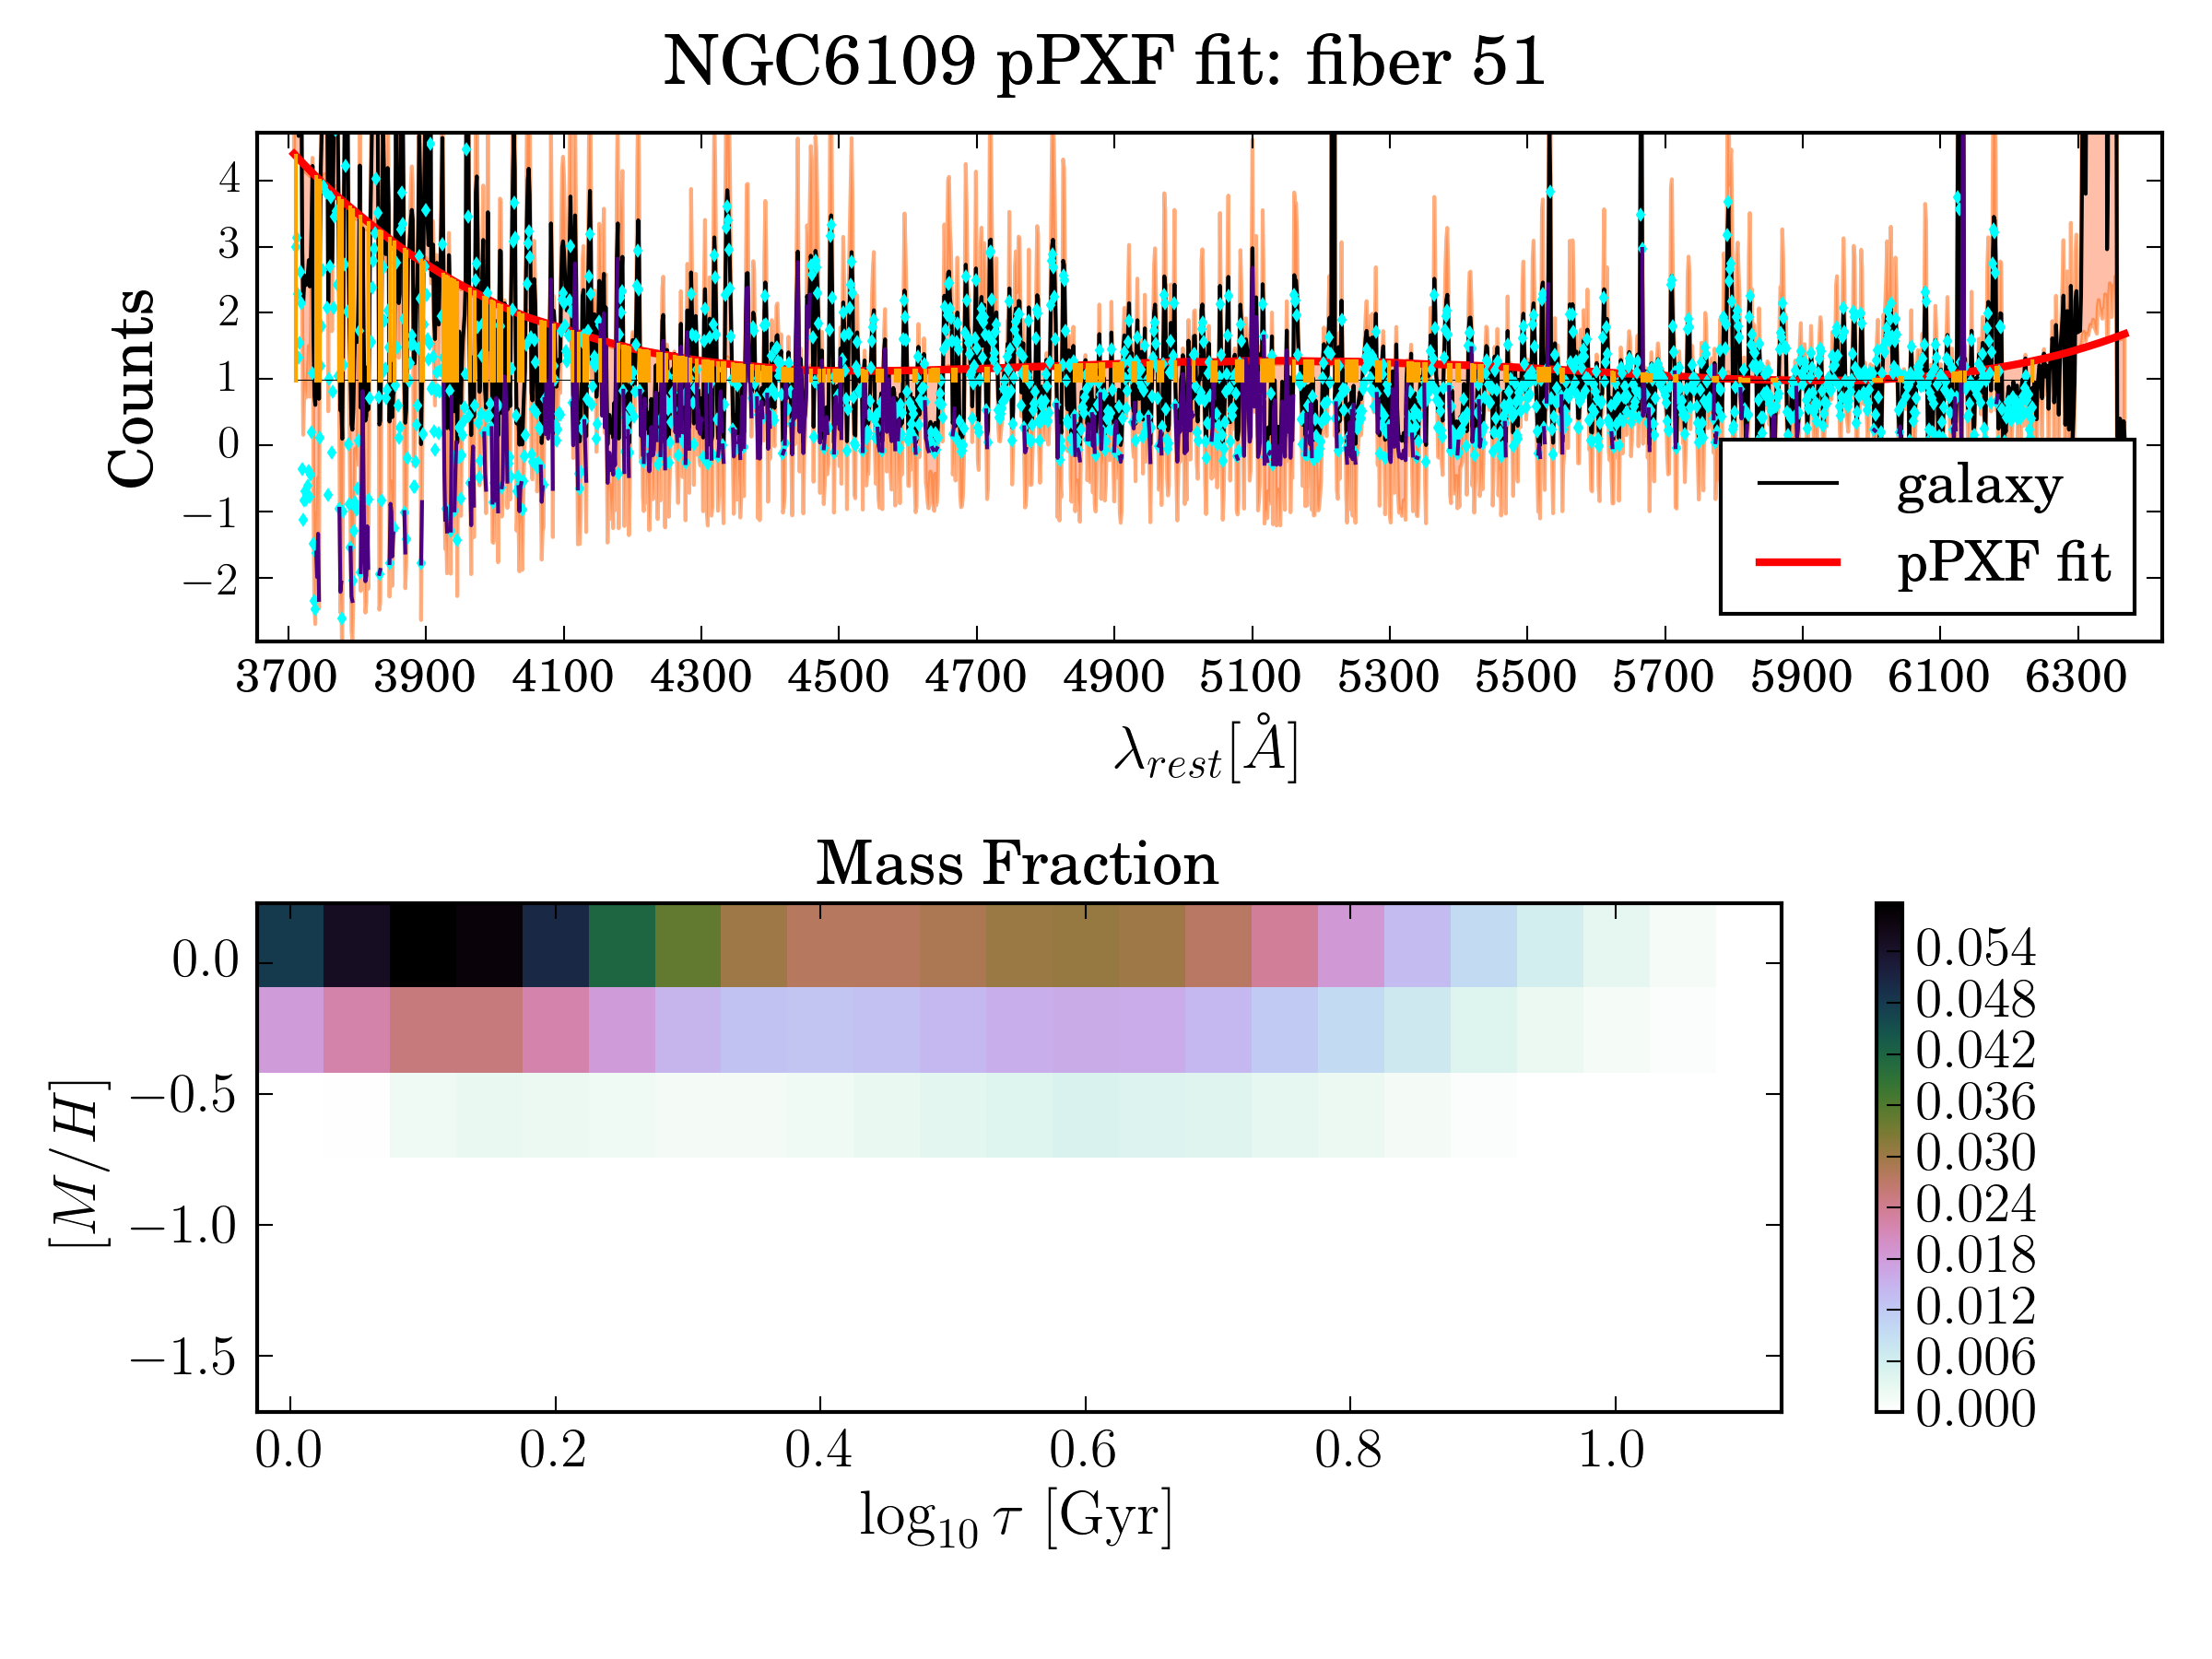 NGC6109 pPXF fit: fiber 51
Counts
4
3
2
1
0
−1
−2
galaxy
pPXF fit
3700 3900 4100 4300 4500 4700 4900 5100 5300 5500 5700 5900 6100 6300
λrest[Å]
Mass Fraction
[M/H]
0.0
−0.5
−1.0
−1.5
0.0 0.2 0.4 0.6 0.8 1.0
log10 τ [Gyr]
0.054
0.048
0.042
0.036
0.030
0.024
0.018
0.012
0.006
0.000